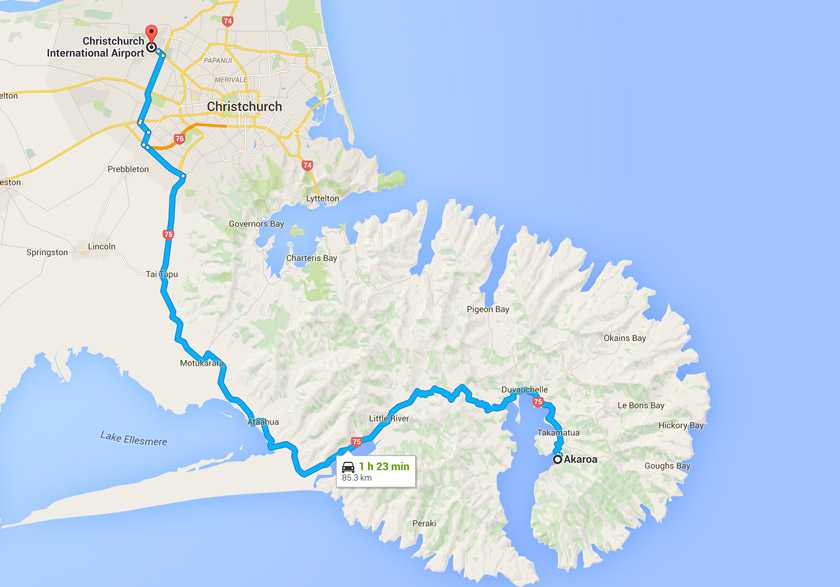 74
Christchurch
International Airport
PAPANUI
MERIVALE
elton
Christchurch
76
74
Prebbleton
eston
Lyttelton
Governors Bay
75
Lincoln
Springston
Charteris Bay
Tai Tapu
Pigeon Bay
Okains Bay
Motukarara
Duvauchelle
75
Le Bons Bay
Little River
Ataahua
Hickory Bay
Takamatua
Lake Ellesmere
75
Akaroa
Goughs Bay
1 h 23 min
85.3 km
Peraki